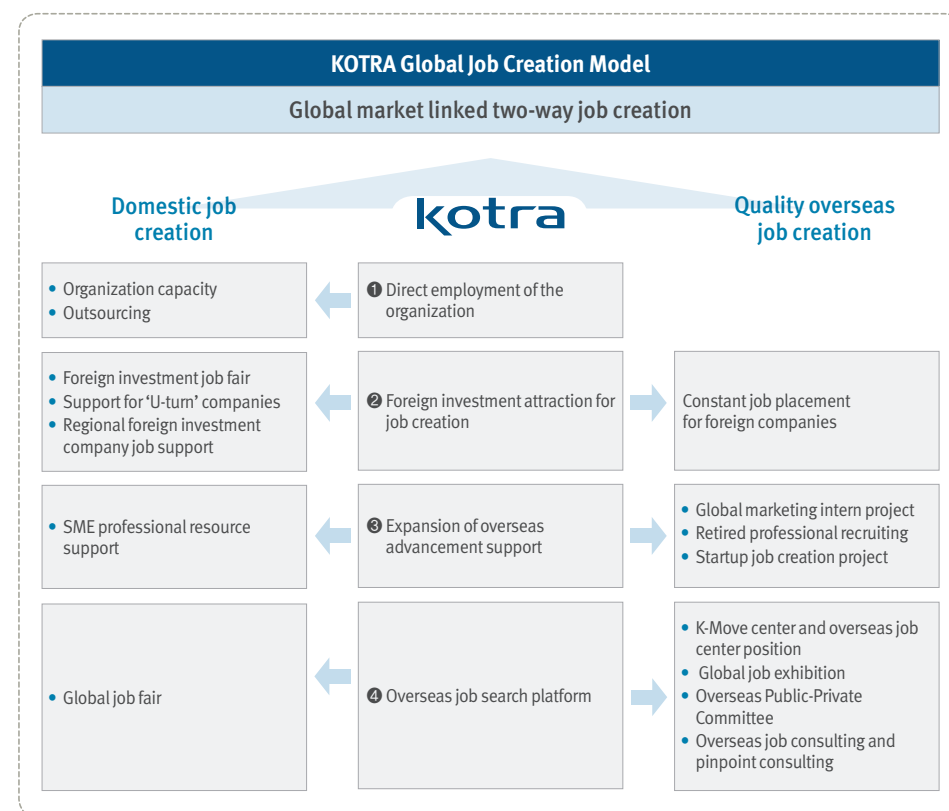 KOTRA Global Job Creation Model
Global market linked two-way job creation
Domestic job
creation
kotra
Quality overseas
job creation
• Organization capacity
• Outsourcing
❶ Direct employment of the
organization
• Foreign investment job fair
• Support for ‘U-turn’ companies
• Regional foreign investment
company job support
❷ Foreign investment attraction for
job creation
Constant job placement
for foreign companies
• SME professional resource
support
❸ Expansion of overseas
advancement support
• Global marketing intern project
• Retired professional recruiting
• Startup job creation project
• Global job fair
❹ Overseas job search platform
• K-Move center and overseas job
center position
• Global job exhibition
• Overseas Public-Private
Committee
• Overseas job consulting and
pinpoint consulting